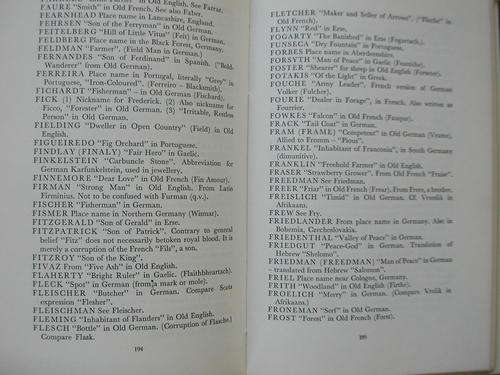 FAURE "Smith" in Old French. See also Faber.
FEARNHEAD Place name in Lancashire, England.
FEHRSEN "Son of the Ferryman" in Old German.
FEITELBERG "Hill of Little Vitus" (Feit) in German.
FELDBERG Place name in the Black Forest, Germany.
FELDMAN "Farmer". (Field Man in German.)
FERNANDES "Son of Ferdinand" in Spanish. ("Bold Wanderer" from Old German).
FERREIRA Place name in Portugal, literally "Grey" in
Portuguese, "Iron-Coloured". (Ferreiro – Blacksmith).
FICHARDT "Fisherman" – in Old German (Fichard)
FICK (1) Nickname for Frederick. (2) Also nickname for
Ficco, "Forester" in Old German. (3) "Irritable, Restless
Person" in Old German.
FIELDING "Dweller in Open Country" (Field) in Old
English.
FIGUEIREDO "Fig Orchard" in Portuguese.
FINDLAY (FINALY) "Fair Hero" in Gaelic.
FINKELSTEIN "Carbuncle Stone" Abbreviation for
German Karfunkelstein, used in jewellery.
FINNEMORE "Dear Love" in Old French (Fin Amour).
FIRMAN "Strong Man" in Old English. From Latin
Firminus. Not to be confused with Furman (q.v.).
FISCHER "Fisherman" in German.
FISMER Place name in Northern Germany (Wismar).
FITZGERALD "Son of Gerald" in Erse.
FITZPATRICK "Son of Patrick". Contrary to general
belief "Fitz" does not necessarily betoken royal blood. It is
merely a corruption of the French "Fils", a son.
FITZROY "Son of the King".
FIVAZ From "Five Ash" in Old English.
FLAHERTY "Bright Ruler" in Gaelic. (Flaithbheartach).
FLECK "Spot" in German (from a mark or mole).
FLEISCHER "Butcher" in German. Compare Scots
expression "Flesher".
FLEISCHMAN See Fleischer.
FLEMING "Inhabitant of Flanders" in Old English.
FLESCH "Bottle" in Old German. (Corruption of Flasche.)
Compare Flaak.
194
FLETCHER "Maker and Seller of Arrows". ("Fleche" in
Old French).
FLYNN "Red" in Erse.
FOGARTY "The Banished" in Erse (Fogartach).
FONSECA "Dry Fountain" in Portuguese.
FORBES Place name in Aberdeenshire.
FORSYTH "Man of Peace" in Gaelic (Fearsithe).
FOSTER "Shearer" for sheep in Old English (Forseter).
FOTAKIS "Of the Light" in Greek.
FOUCHE "Army Leader", French version of German
Volker (Fulcher).
FOURIE "Dealer in Forage", in French. Also written as
Fourrier.
FOWKES "Falcon" in Old French (Fauque).
FRACK "Tail Coat" in German.
FRAM (FRAME) "Competent" in Old German (Vrame),
Allied to Fromm – "Pious".
FRANKEL "Inhabitant of Franconia", in South Germany
(diminutive).
FRANKLIN "Freehold Farmer" in Old English.
FRASER "Strawberry Grower". From Old French "Fraise".
FREEDMAN See Friedman.
FREER "Friar" in Old French (Frear). From Frere, a brother.
FREISLICH "Timid" in Old German. Cf. Vreeslik in
Afrikaans.
FREW See Fry.
FRIEDLANDER From place name in Germany. Also in
Bohemia, Czechoslovakia.
FRIEDENTHAL "Valley of Peace" in German.
FRIEDGUT "Peace-God" in German. Translation of
Hebrew "Shelomo".
FRIEDMAN (FREEDMAN) "Man of Peace" in German
– translated from Hebrew "Salomon".
FRIEL Place name in Germany.
FRITH "Woodland" in Old English (Firthe).
FROELICH "Merry" in German. (Compare Vrolik in
Afrikaans.)
FRONEMAN "Serf" in Old German.
FROST "Forest" in Old French (Forst).
195